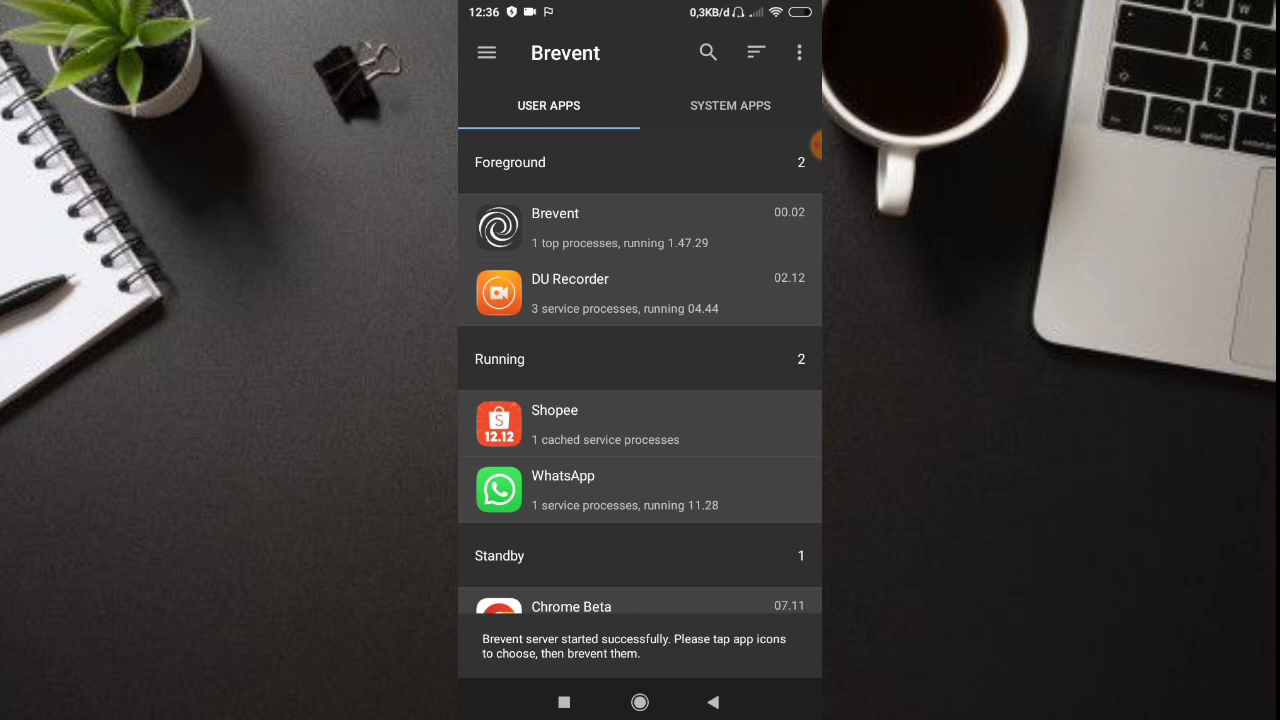 12:36
0,3KB/d
Brevent
USER APPS
SYSTEM APPS
Foreground
2
Brevent
00.02
1 top processes, running 1.47.29
DU Recorder
02.12
3 service processes, running 04.44
Running
2
Shopee
S
12.12
1 cached service processes
WhatsApp
1 service processes, running 11.28
Standby
1
Chrome Beta
07.11
Brevent server started successfully. Please tap app icons
to choose, then brevent them.
Q
W
A
S
Z
X
fn
control
option